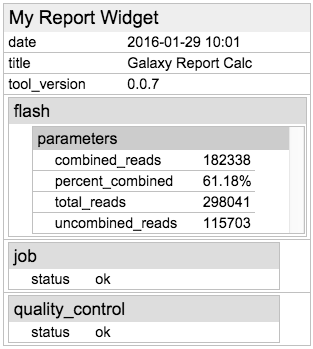 My Report Widget
date 2016-01-29 10:01
title Galaxy Report Calc
tool_version 0.0.7
flash
parameters
combined_reads 182338
percent_combined 61.18%
total_reads 298041
uncombined_reads 115703
job
status ok
quality_control
status ok